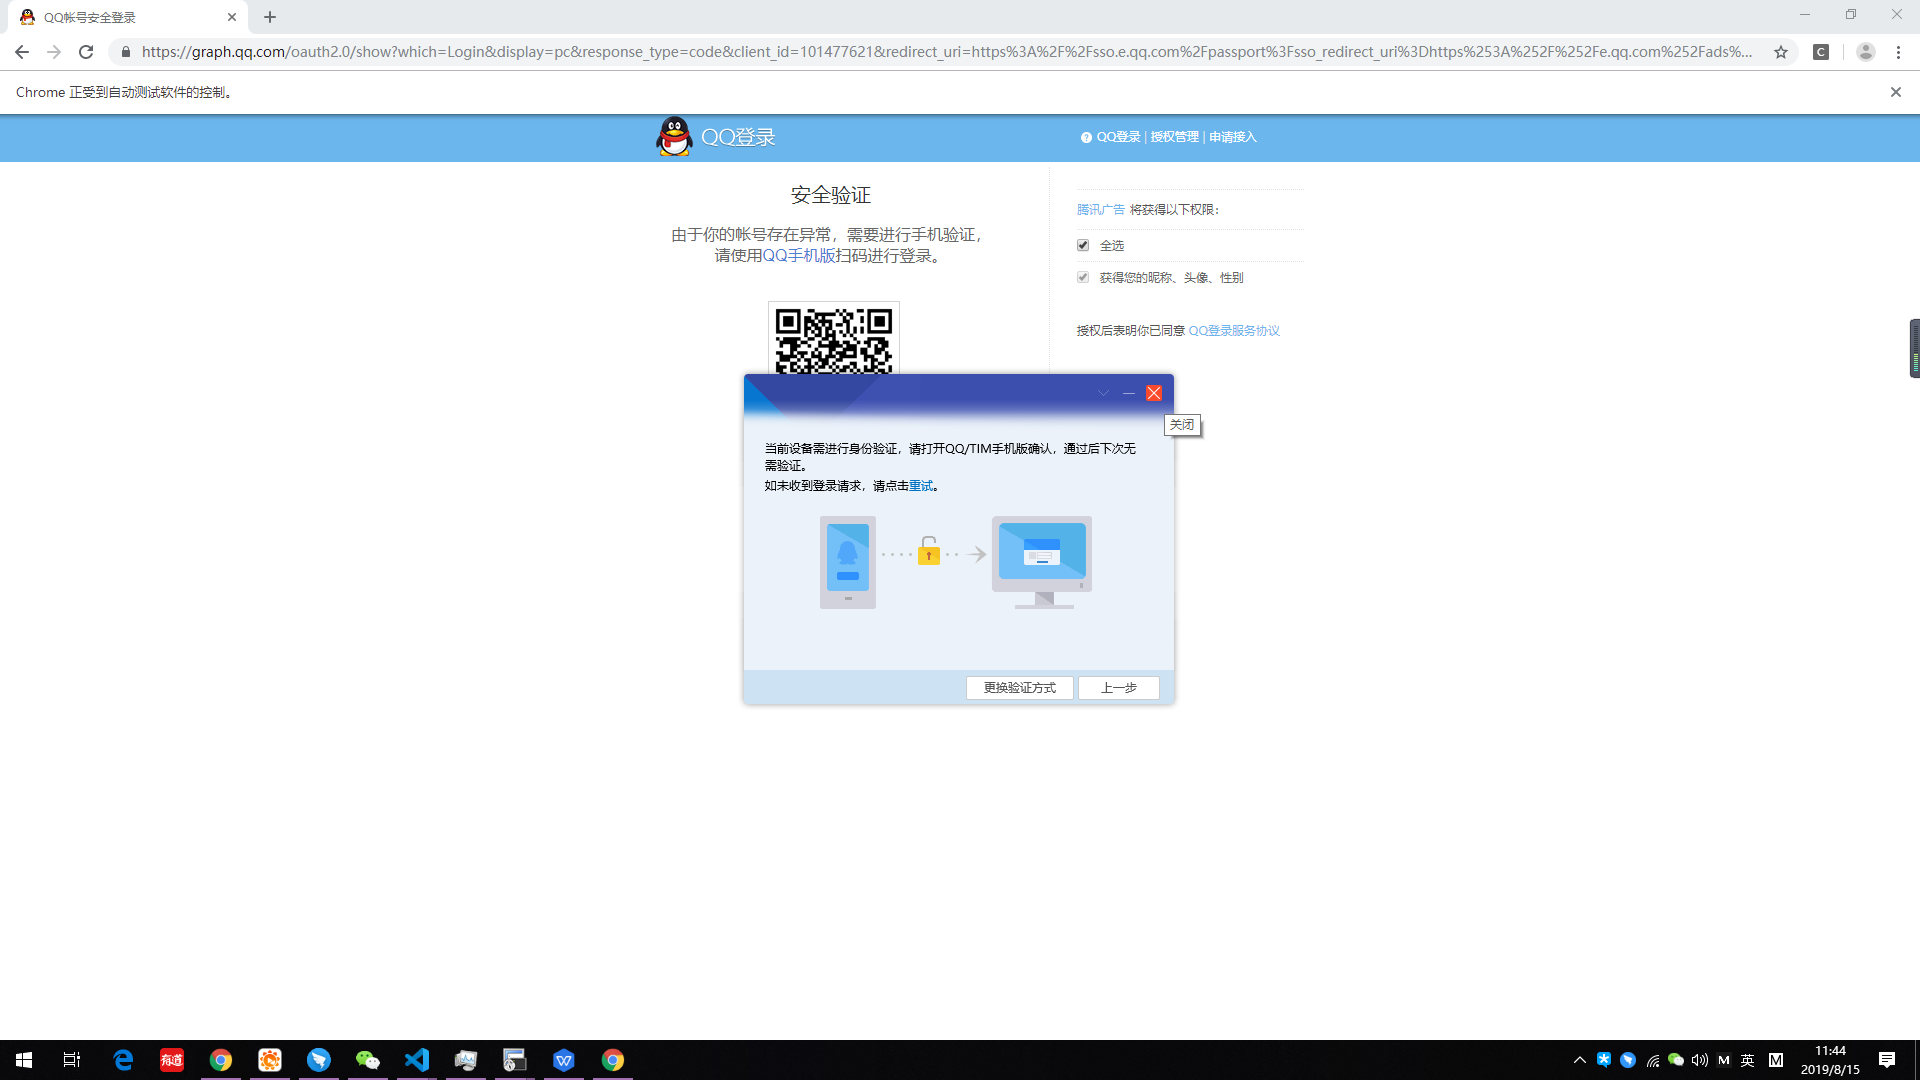 QQ帐号安全登录
https://graph.qq.com/oauth2.0/show?which=Login&display=pc&response_type=code&client_id=101477621&redirect_uri=https%3A%2F%2Fsso.e.qq.com%2Fpassport%3Fsso_redirect_uri%3Dhttps%253A%252F%252Fe.qq.com%252Fads%...
C
Chrome 正受到自动测试软件的控制。
QQ登录
? QQ登录 | 授权管理 | 申请接入
安全验证
由于你的帐号存在异常，需要进行手机验证，
请使用QQ手机版扫码进行登录。
腾讯广告 将获得以下权限：
全选
获得您的昵称、头像、性别
授权后表明你已同意 QQ登录服务协议
关闭
当前设备需进行身份验证，请打开QQ/TIM手机版确认，通过后下次无
需验证。
如未收到登录请求，请点击重试。
更换验证方式
上一步
有道
M
英
M
11:44
2019/8/15